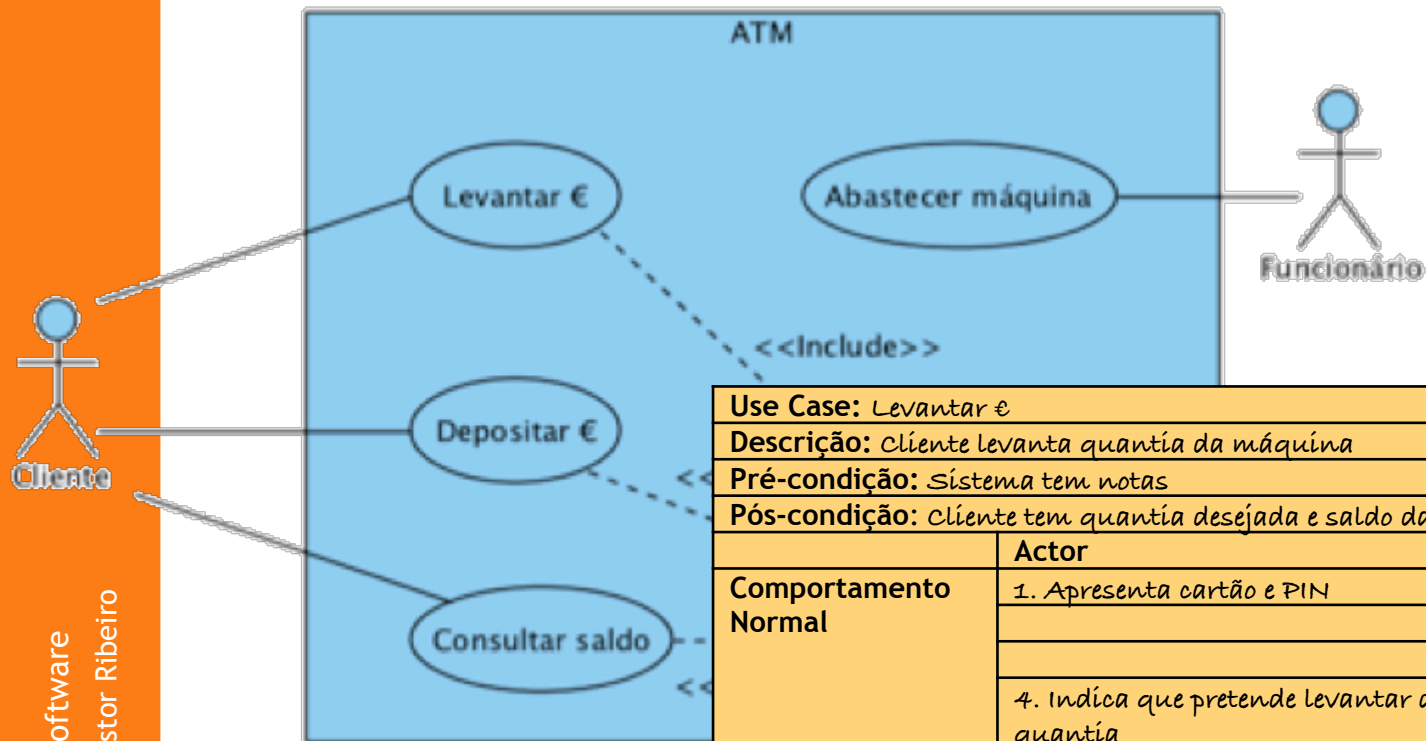 ATM
Levantar €
Abastecer máquina
Funcionário
<<Include>>
Depositar €
Cliente
<<
Consultar saldo
<<
Use Case: Levantar €
Descrição: Cliente levanta quantia da máquina
Pré-condição: Sistema tem notas
Pós-condição: Cliente tem quantia desejada e saldo da
Actor
Comportamento
Normal
1. Apresenta cartão e PIN
4. Indica que pretende levantar d
quantia
oftware
stor Ribeiro